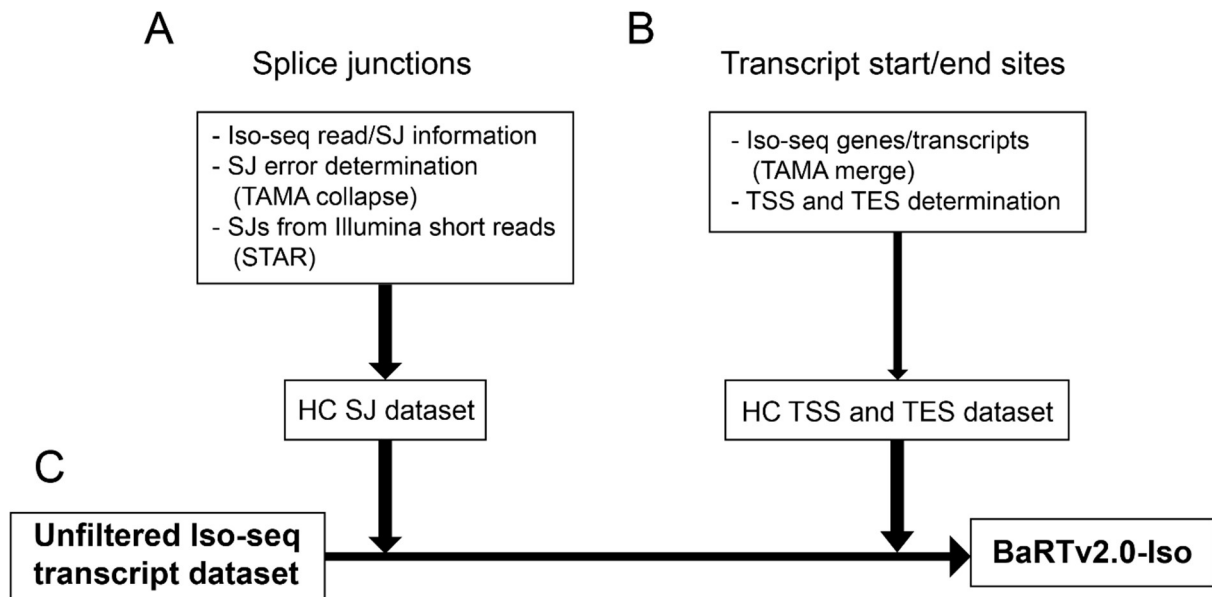 A
Splice junctions
- Iso-seq read/SJ information
- SJ error determination
(TAMA collapse)
- SJs from Illumina short reads
(STAR)
HC SJ dataset
B
Transcript start/end sites
- Iso-seq genes/transcripts
(TAMA merge)
- TSS and TES determination
HC TSS and TES dataset
C
Unfiltered Iso-seq
transcript dataset
BaRTv2.0-Iso